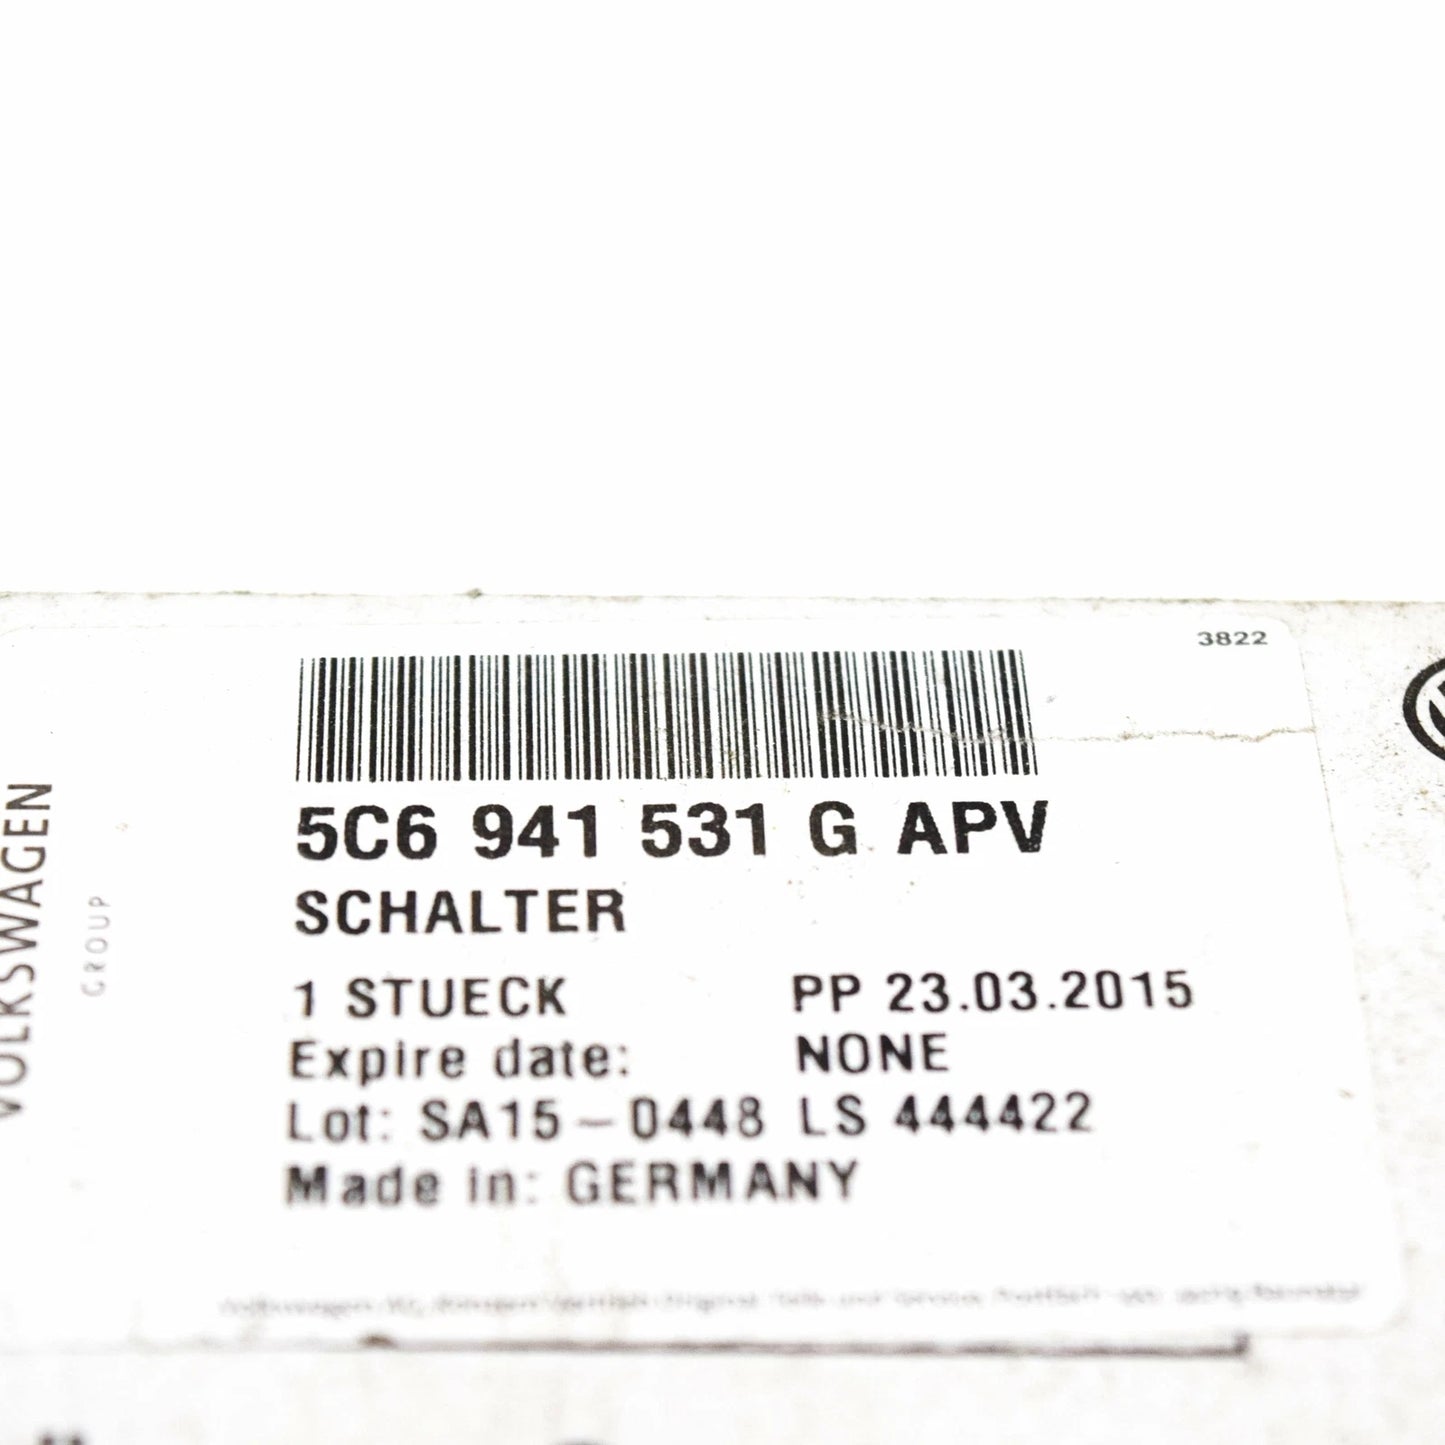 3822
5C6 941 531 G APV
SCHALTER
1 STUECK PP 23.03.2015
Expire date: NONE
Lot: SA15-0448 LS 444422
Made in: GERMANY
VOLKSWAGEN
GROUP